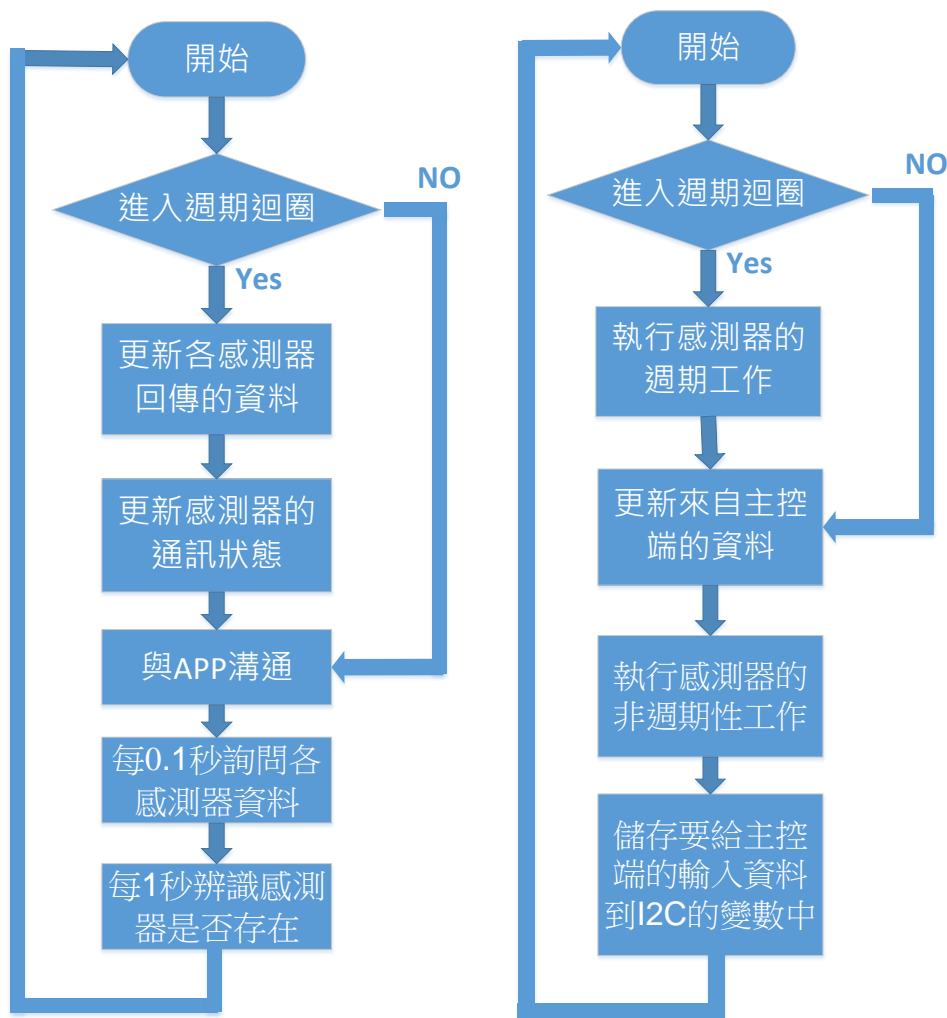 開始
進入週期迴圈
NO
Yes
更新各感測器
回傳的資料
更新感測器的
通訊狀態
與APP溝通
每0.1秒詢問各
感測器資料
每1秒辨識感測
器是否存在
開始
進入週期迴圈
NO
Yes
執行感測器的
週期工作
更新來自主控
端的資料
執行感測器的
非週期性工作
儲存要給主控
端的輸入資料
到I2C的變數中